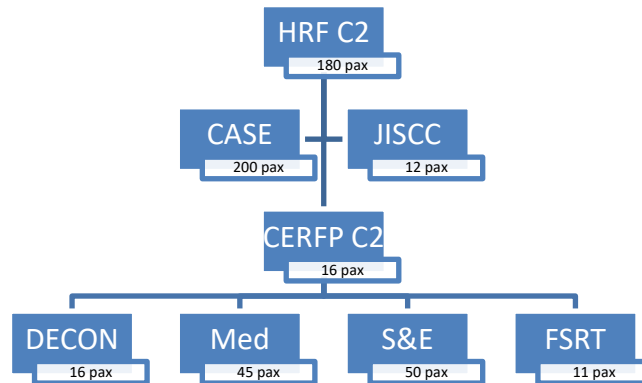 HRF C2
180 pax
CASE
200 pax
JISCC
12 pax
CERFP C2
16 pax
DECON
16 pax
Med
45 pax
S&E
50 pax
FSRT
11 pax